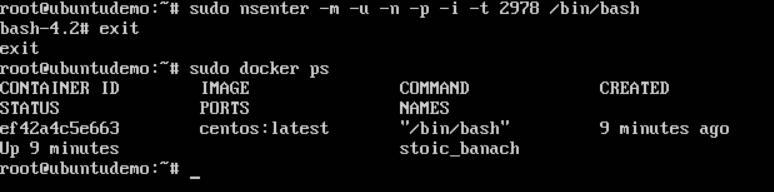 root@ubuntudemo:~# sudo nsenter -m -u -n -p -i -t 2978 /bin/bash
bash-4.2# exit
exit
root@ubuntudemo:~# sudo docker ps
CONTAINER ID        IMAGE               COMMAND             CREATED
STATUS              PORTS               NAMES
ef42a4c5e663        centos:latest       "/bin/bash"         9 minutes ago
Up 9 minutes                            stoic_banach
root@ubuntudemo:~# _